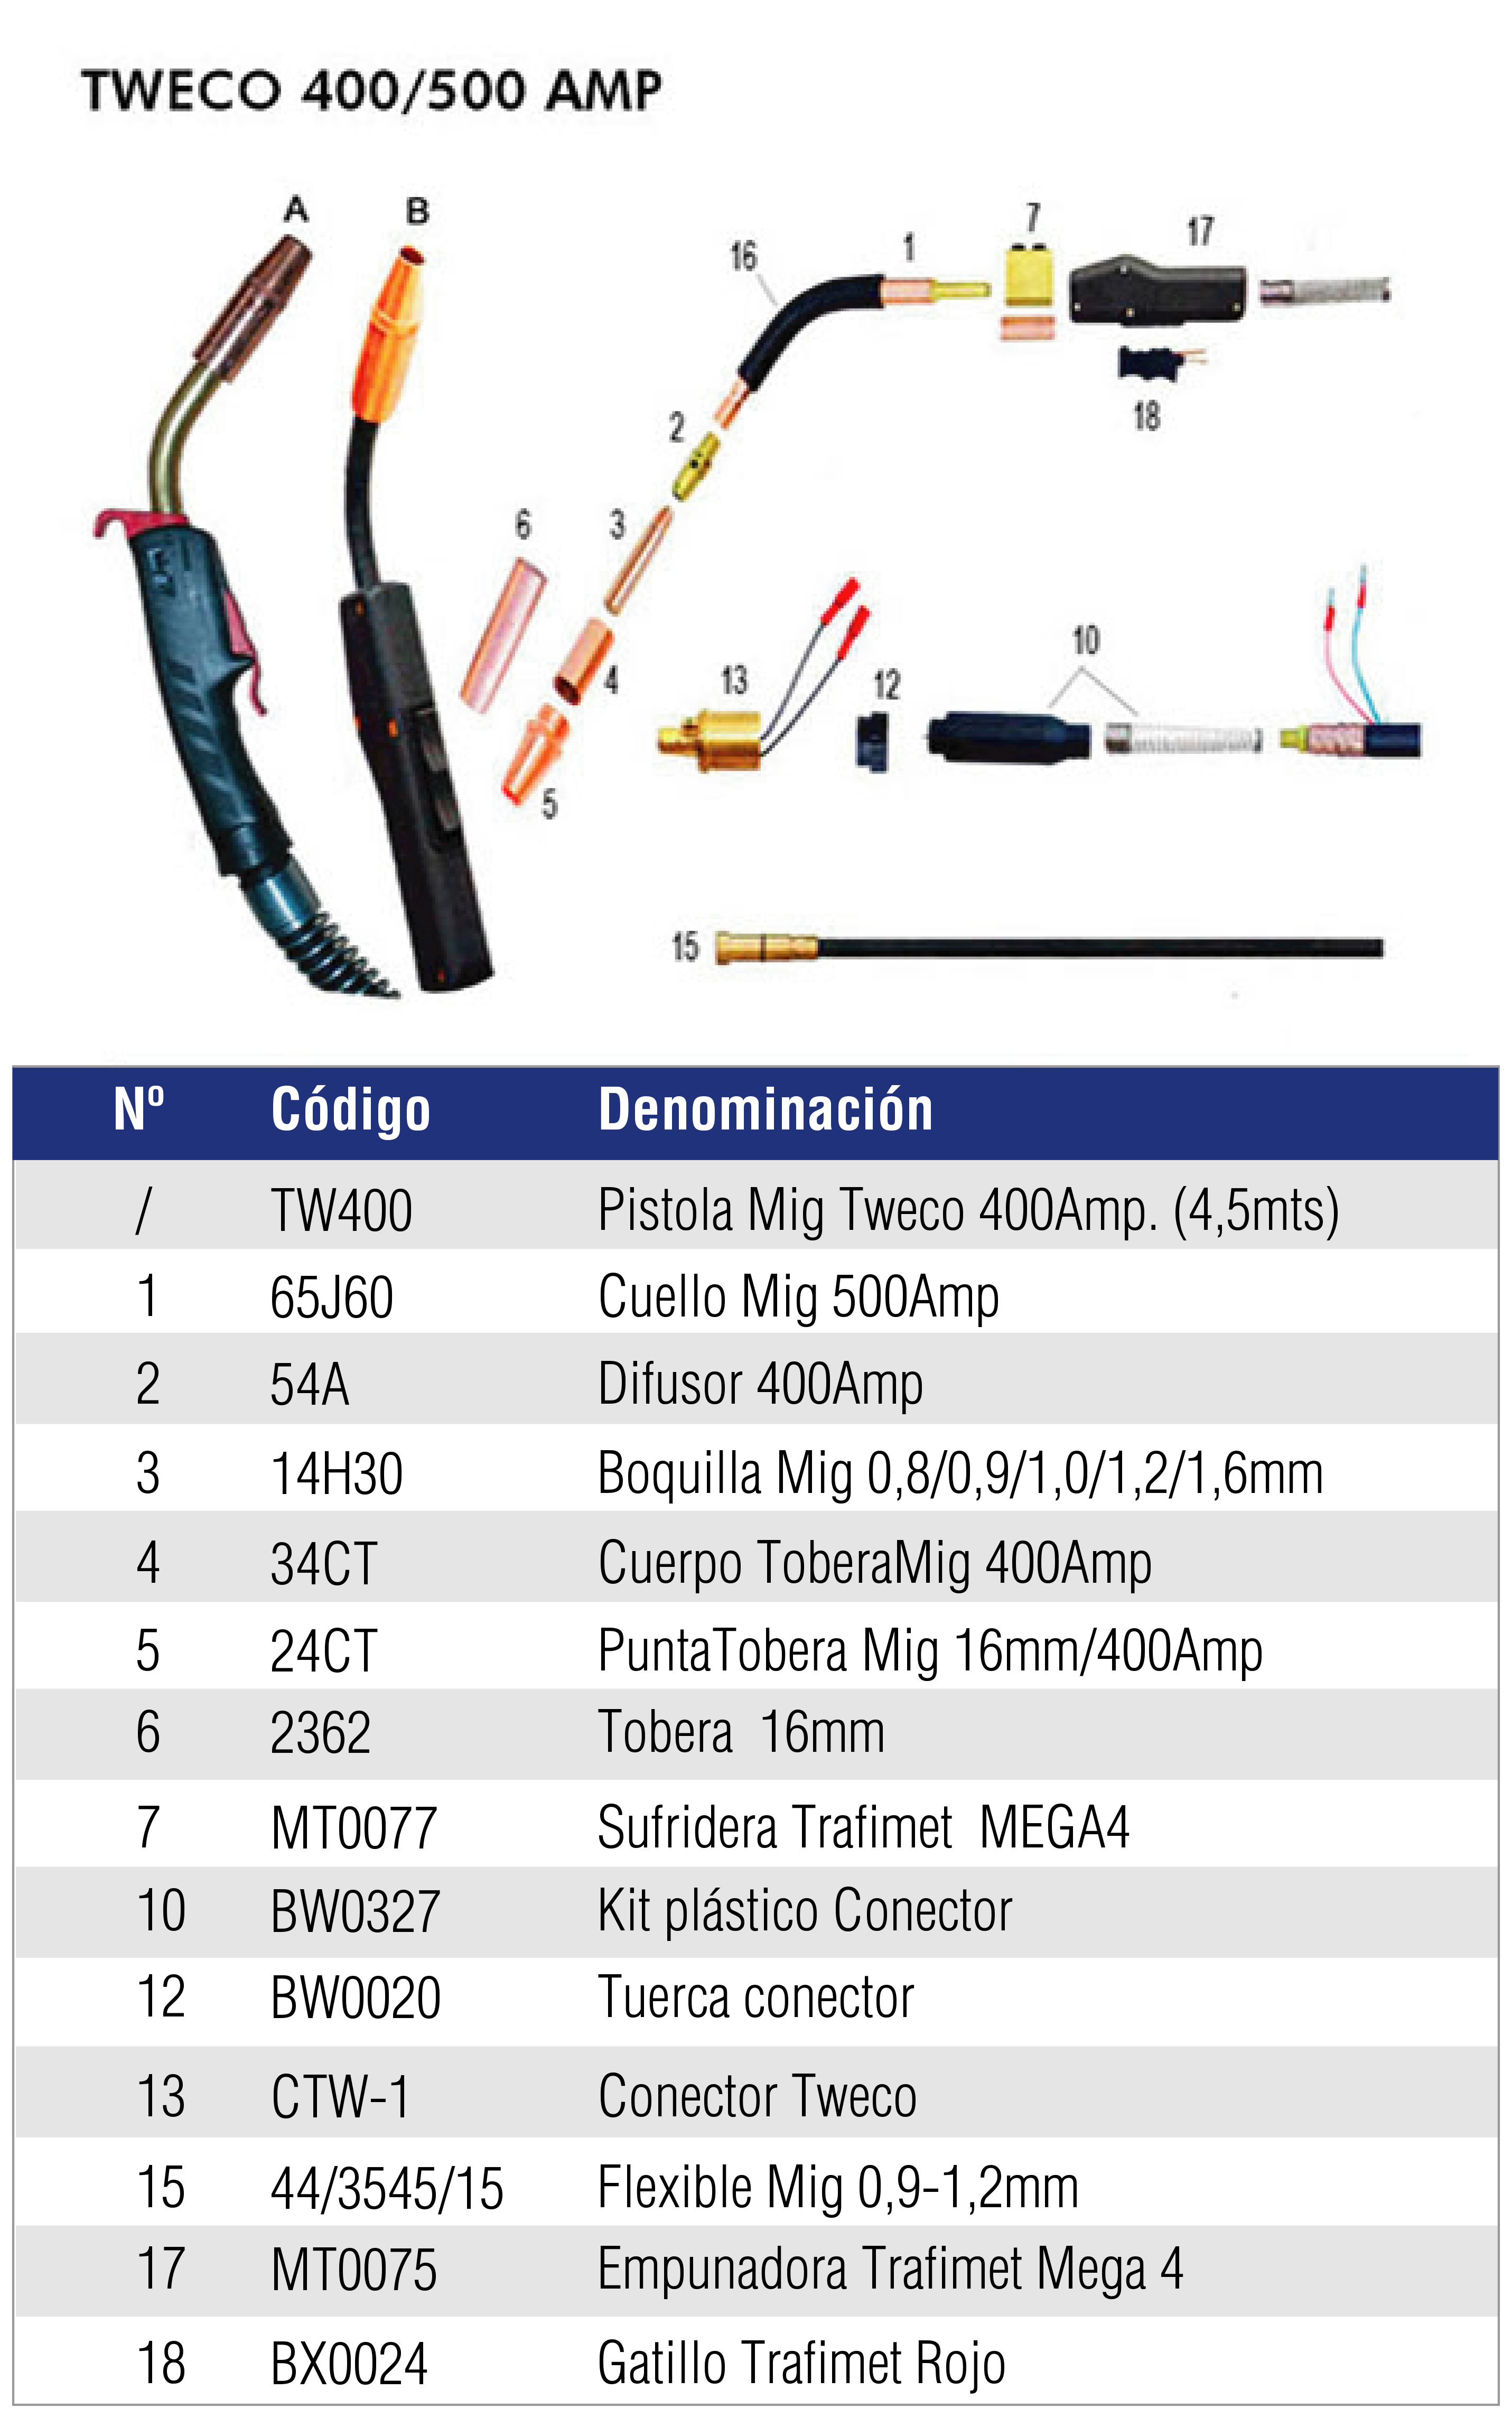 TWECO 400/500 AMP
A
B
7
17
16
1
18
2
3
6
4
5
13
12
10
15
Nº Código Denominación
/ TW400 Pistola Mig Tweco 400Amp. (4,5mts)
1 65J60 Cuello Mig 500Amp
2 54A Difusor 400Amp
3 14H30 Boquilla Mig 0,8/0,9/1,0/1,2/1,6mm
4 34CT Cuerpo ToberaMig 400Amp
5 24CT PuntaTobera Mig 16mm/400Amp
6 2362 Tobera 16mm
7 MT0077 Sufridera Trafimet MEGA4
10 BW0327 Kit plástico Conector
12 BW0020 Tuerca conector
13 CTW-1 Conector Tweco
15 44/3545/15 Flexible Mig 0,9-1,2mm
17 MT0075 Empunadora Trafimet Mega 4
18 BX0024 Gatillo Trafimet Rojo